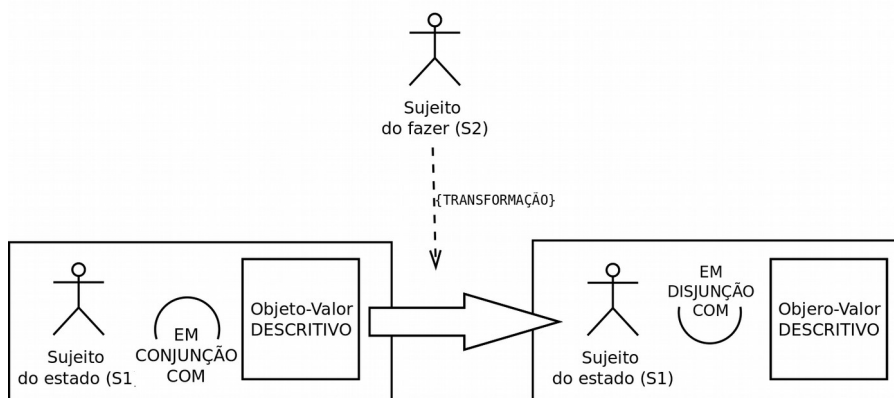 Sujeito
do fazer (S2)
{TRANSFORMAÇÃO}
Sujeito
do estado (S1
EM
CONJUNÇÃO
COM
Objeto-Valor
DESCRITIVO
Sujeito
do estado (S1)
EM
DISJUNÇÃO
COM
Objero-Valor
DESCRITIVO